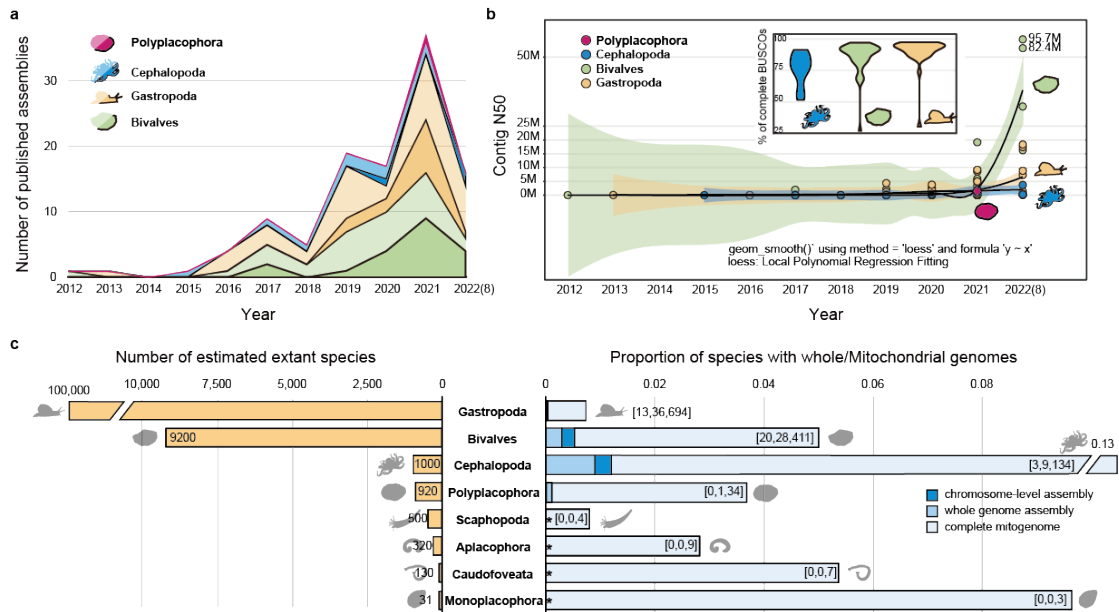 a
Number of published assemblies
30
20
10
0
Polyplacophora
Cephalopoda
Gastropoda
Bivalves
2012 2013 2014 2015 2016 2017 2018 2019 2020 2021 2022(8)
Year
b
Contig N50
50M
25M
20M
15M
10M
5M
0M
Polyplacophora
Cephalopoda
Bivalves
Gastropoda
% of complete BUSCOs
100
75
50
25
95.7M
82.4M
geom_smooth()` using method = 'loess' and formula 'y ~ x'
loess: Local Polynomial Regression Fitting
2012 2013 2014 2015 2016 2017 2018 2019 2020 2021 2022(8)
Year
c
Number of estimated extant species
Proportion of species with whole/Mitochondrial genomes
100,000 10,000 7,500 5,000 2,500 0
0 0.02 0.04 0.06 0.08
0.13
Gastropoda [13,36,694]
9200 Bivalves [20,28,411]
1000 Cephalopoda [3,9,134]
920 Polyplacophora [0,1,34]
500 Scaphopoda * [0,0,4]
320 Aplacophora * [0,0,9]
130 Caudofoveata * [0,0,7]
31 Monoplacophora * [0,0,3]
chromosome-level assembly
whole genome assembly
complete mitogenome